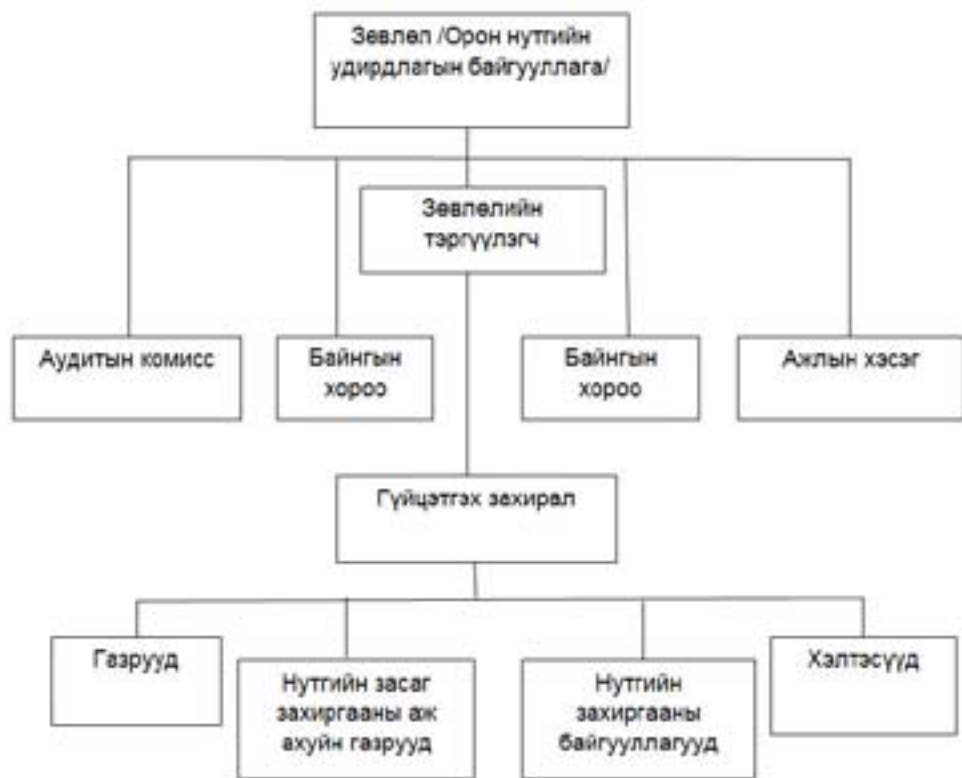 Зөвлөл /Орон нутгийн
удирдлагын байгууллага/
Зөвлөлийн
тэргүүлэгч
Аудитын комисс
Байнгын
хороо
Байнгын
хороо
Ажлын хэсэг
Гүйцэтгэх захирал
Газрууд
Нутгийн засаг
захиргааны аж
ахуйн газрууд
Нутгийн
захиргааны
байгууллагууд
Хэлтэсүүд